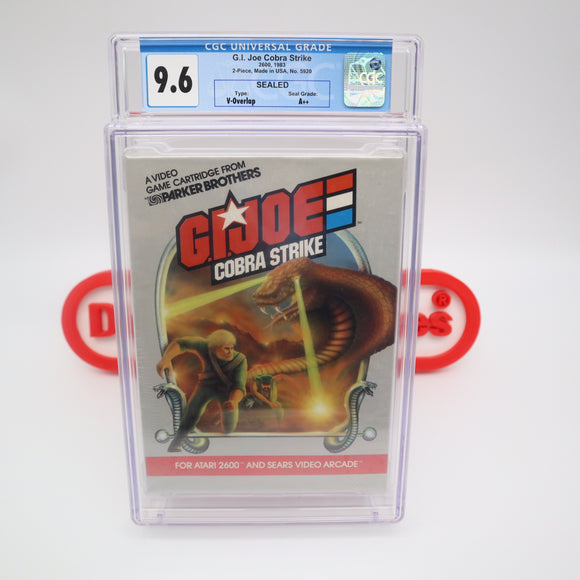 CGC UNIVERSAL GRADE
9.6
G.I. Joe Cobra Strike
2600, 1983
2-Piece, Made in USA, No. 5920
SEALED
Type: Seal Grade:
V-Overlap A++
CGC
A VIDEO
GAME CARTRIDGE FROM
PARKER BROTHERS
G.I.JOE
COBRA STRIKE
FOR ATARI 2600™ AND SEARS VIDEO ARCADE™